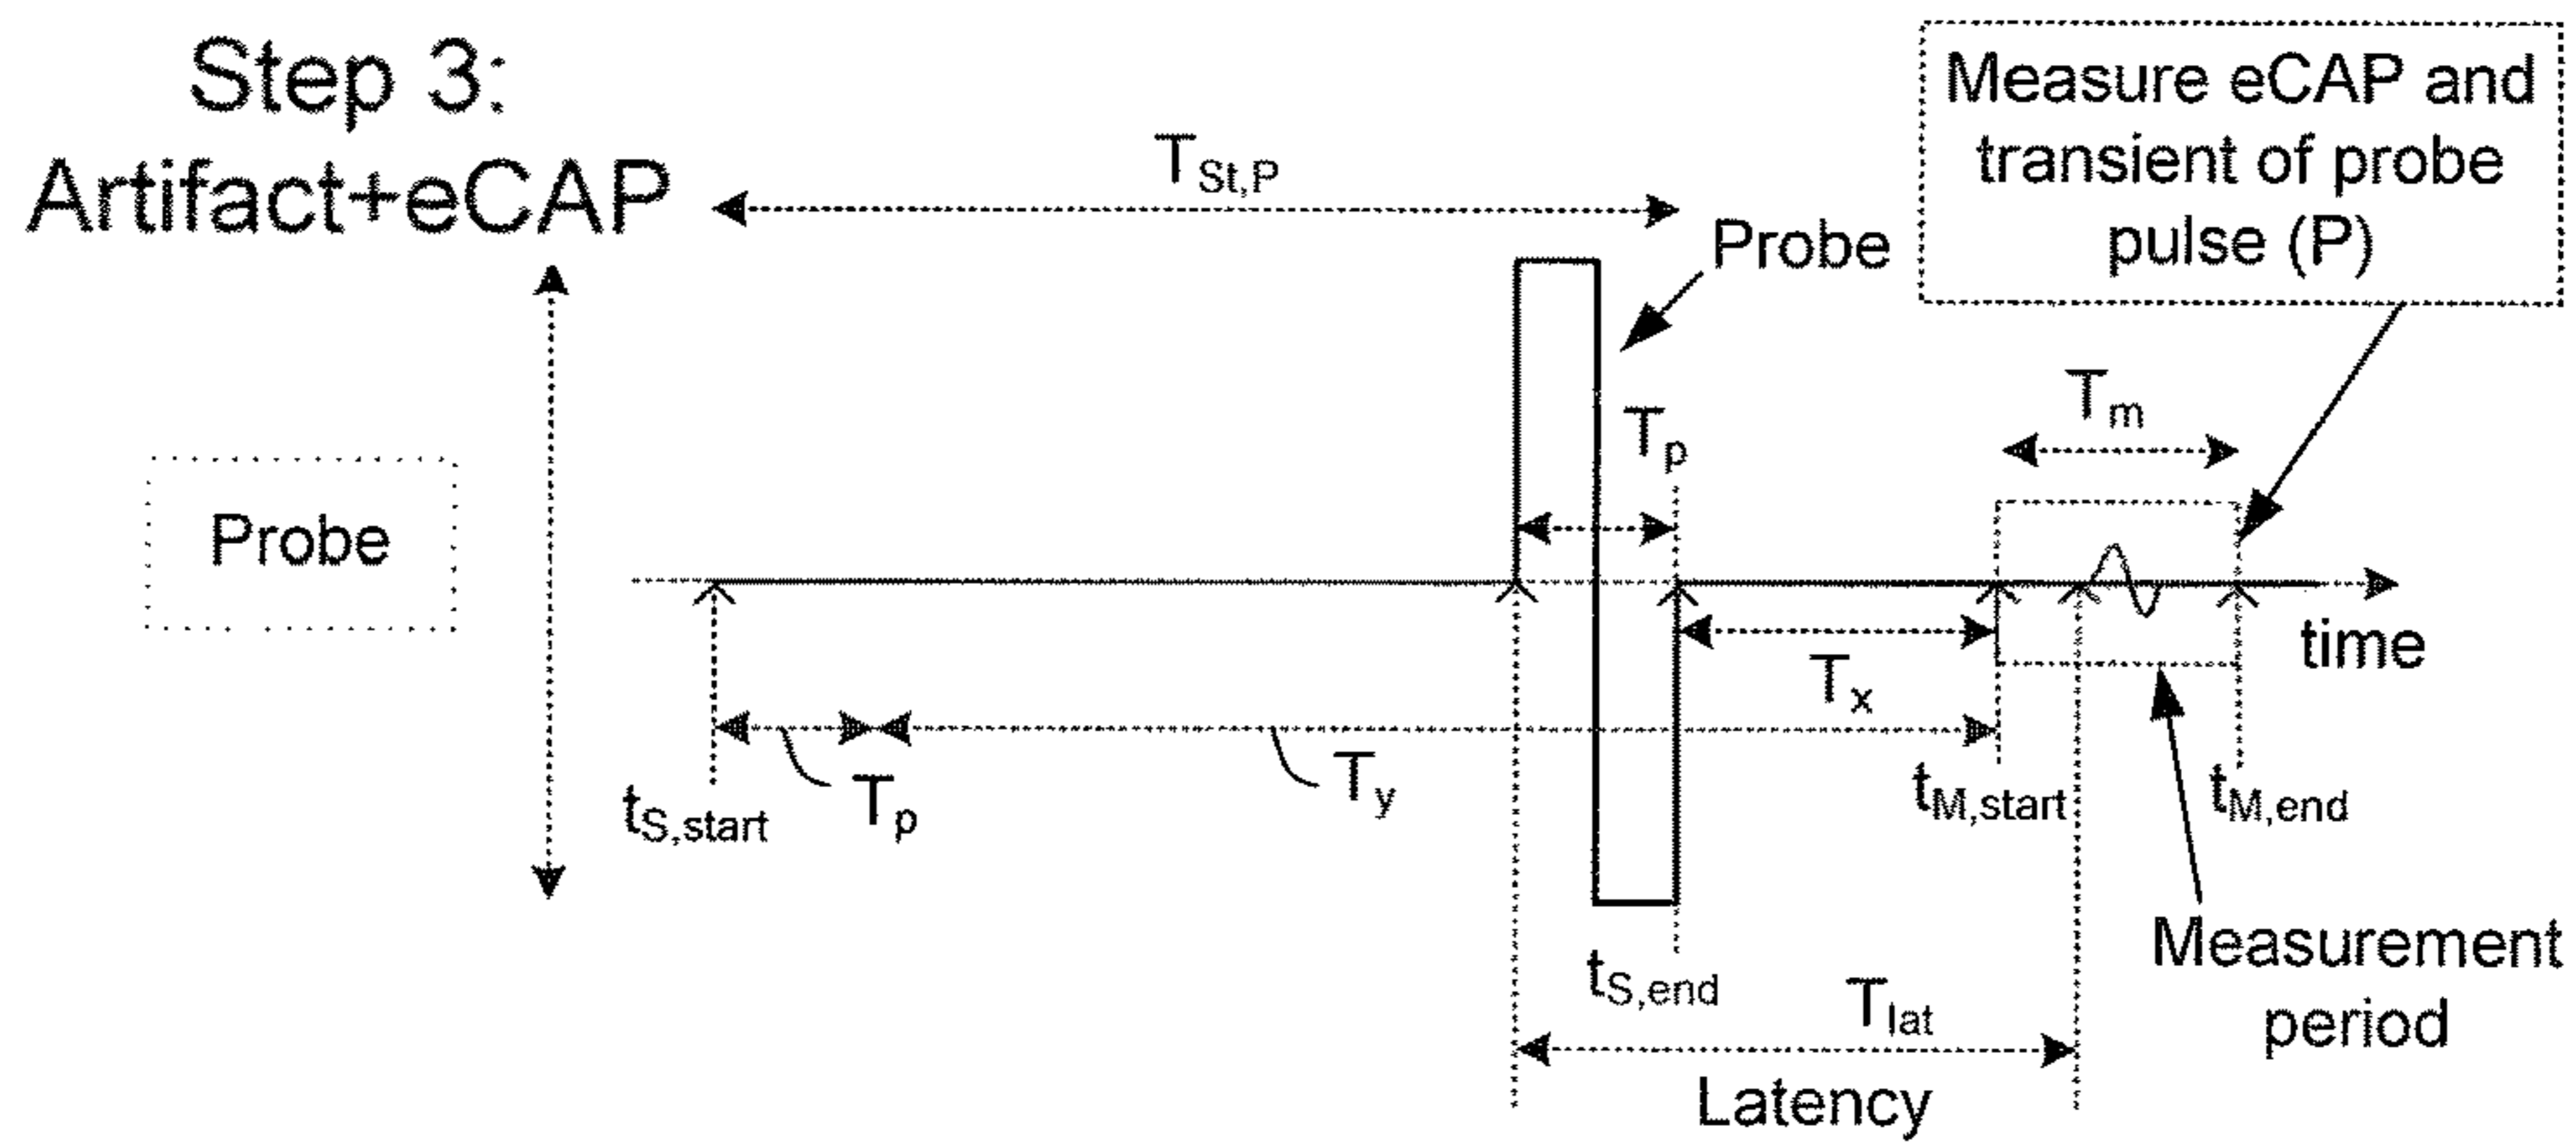 Step 3:
Artifact+eCAP
T_St,P
Probe
Measure eCAP and
transient of probe
pulse (P)
T_p
T_m
Probe
time
T_x
t_S,start
T_p
T_y
t_M,start
t_M,end
t_S,end
T_lat
Latency
Measurement
period